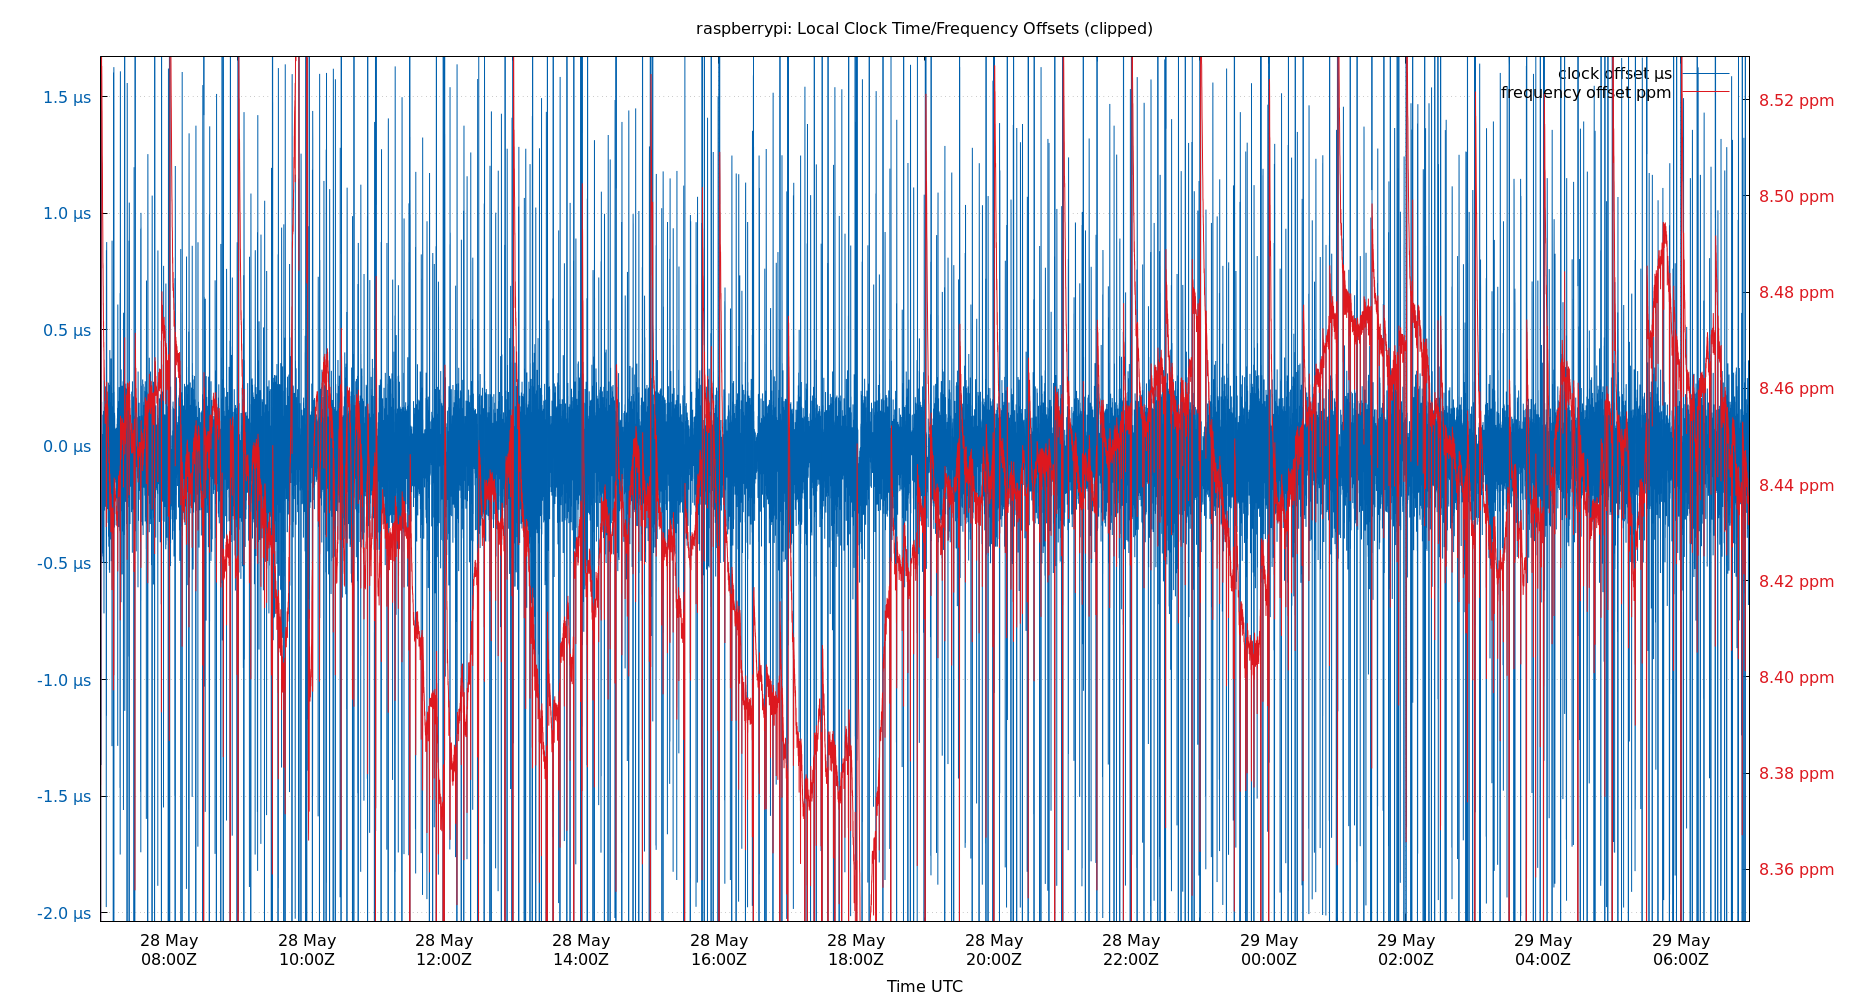 raspberrypi: Local Clock Time/Frequency Offsets (clipped)
clock offset µs
frequency offset ppm
1.5 µs
1.0 µs
0.5 µs
0.0 µs
-0.5 µs
-1.0 µs
-1.5 µs
-2.0 µs
8.52 ppm
8.50 ppm
8.48 ppm
8.46 ppm
8.44 ppm
8.42 ppm
8.40 ppm
8.38 ppm
8.36 ppm
28 May 28 May 28 May 28 May 28 May 28 May 28 May 28 May 29 May 29 May 29 May 29 May
08:00Z 10:00Z 12:00Z 14:00Z 16:00Z 18:00Z 20:00Z 22:00Z 00:00Z 02:00Z 04:00Z 06:00Z
Time UTC